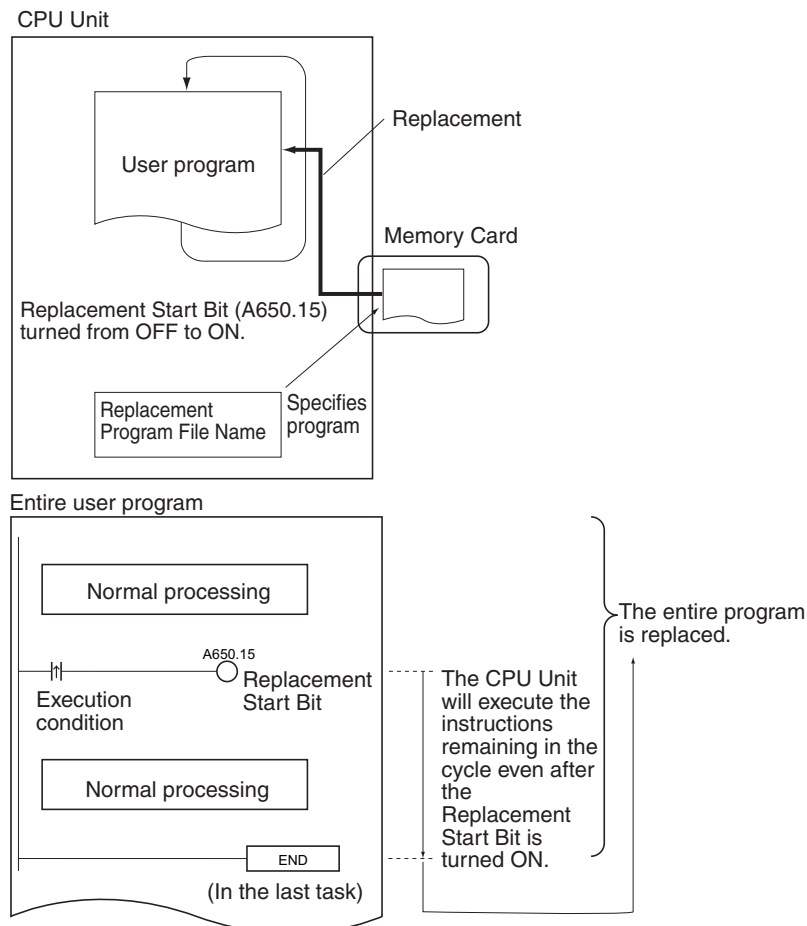 CPU Unit
User program
Replacement
Memory Card
Replacement Start Bit (A650.15)
turned from OFF to ON.
Replacement
Program File Name
Specifies
program
Entire user program
Normal processing
A650.15
Replacement
Start Bit
Execution
condition
Normal processing
END
(In the last task)
The CPU Unit
will execute the
instructions
remaining in the
cycle even after
the
Replacement
Start Bit is
turned ON.
The entire program
is replaced.